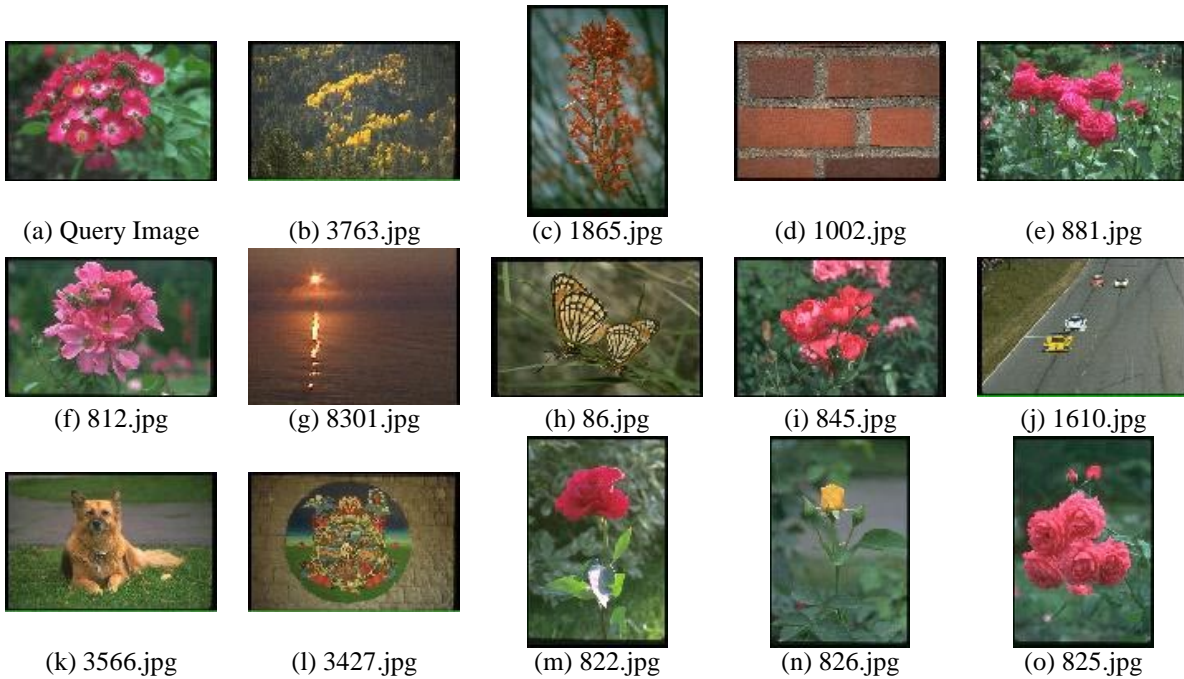 (a) Query Image (b) 3763.jpg (c) 1865.jpg (d) 1002.jpg (e) 881.jpg
(f) 812.jpg (g) 8301.jpg (h) 86.jpg (i) 845.jpg (j) 1610.jpg
(k) 3566.jpg (l) 3427.jpg (m) 822.jpg (n) 826.jpg (o) 825.jpg